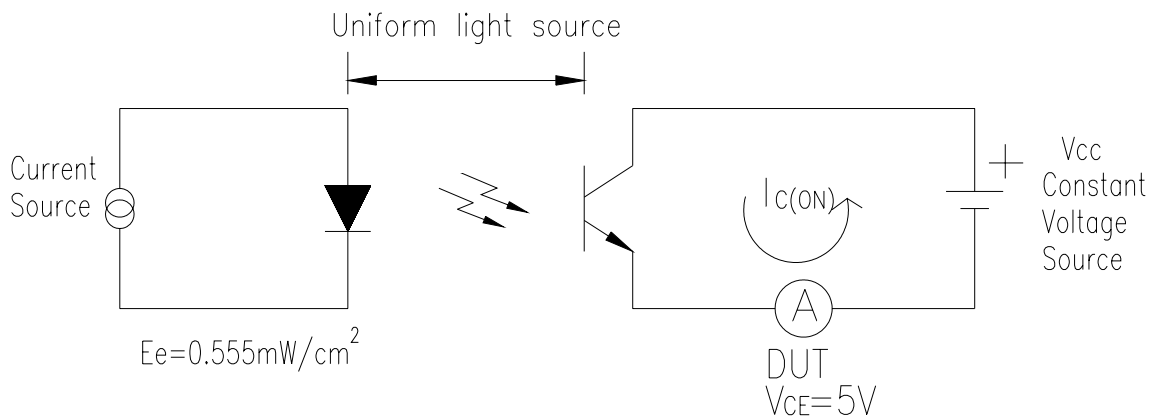 Uniform light source
Current
Source
Ee=0.555mW/cm²
IC(ON)
A
DUT
VCE=5V
+
Vcc
Constant
Voltage
Source